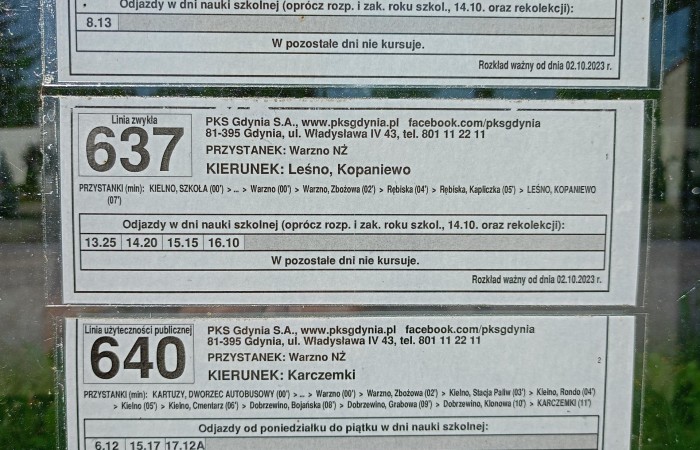 Odjazdy w dni nauki szkolnej (oprócz rozp. i zak. roku szkol., 14.10. oraz rekolekcji):
8.13
W pozostałe dni nie kursuje.
Rozkład ważny od dnia 02.10.2023 r.
Linia zwykła
637
PKS Gdynia S.A., www.pksgdynia.pl facebook.com/pksgdynia
81-395 Gdynia, ul. Władysława IV 43, tel. 801 11 22 11
PRZYSTANEK: Warzno NŻ
KIERUNEK: Leśno, Kopaniewo
1
PRZYSTANKI (min): KIELNO, SZKOŁA (00') > ... > Warzno (00') > Warzno, Zbożowa (02') > Rębiska (04') > Rębiska, Kapliczka (05') > LEŚNO, KOPANIEWO
(07')
Odjazdy w dni nauki szkolnej (oprócz rozp. i zak. roku szkol., 14.10. oraz rekolekcji):
13.25 14.20 15.15 16.10
W pozostałe dni nie kursuje.
Rozkład ważny od dnia 02.10.2023 r.
Linia użyteczności publicznej
640
PKS Gdynia S.A., www.pksgdynia.pl facebook.com/pksgdynia
81-395 Gdynia, ul. Władysława IV 43, tel. 801 11 22 11
PRZYSTANEK: Warzno NŻ
KIERUNEK: Karczemki
2
PRZYSTANKI (min): KARTUZY, DWORZEC AUTOBUSOWY (00') > ... > Warzno (00') > Warzno, Zbożowa (02') > Kielno, Stacja Paliw (03') > Kielno, Rondo (04')
> Kielno (05') > Kielno, Cmentarz (06') > Dobrzewino, Bojańska (08') > Dobrzewino, Grabowa (09') > Dobrzewino, Klonowa (10') > KARCZEMKI (11')
Odjazdy od poniedziałku do piątku w dni nauki szkolnej:
6.12 15.17 17.12A